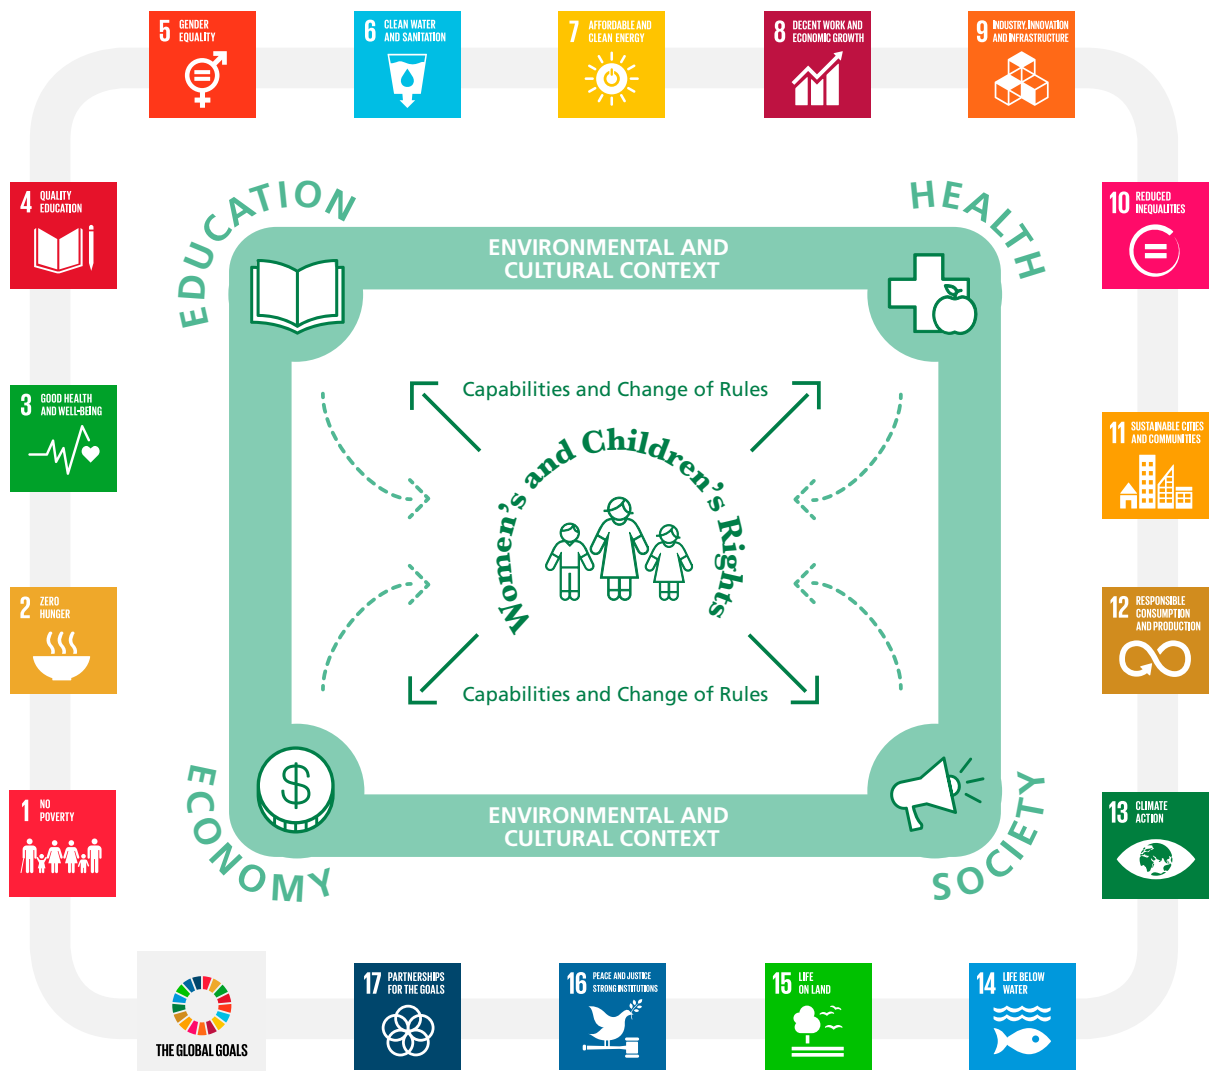 5 GENDER
EQUALITY
6 CLEAN WATER
AND SANITATION
7 AFFORDABLE AND
CLEAN ENERGY
8 DECENT WORK AND
ECONOMIC GROWTH
9 INDUSTRY, INNOVATION
AND INFRASTRUCTURE
4 QUALITY
EDUCATION
10 REDUCED
INEQUALITIES
EDUCATION
HEALTH
ENVIRONMENTAL AND
CULTURAL CONTEXT
3 GOOD HEALTH
AND WELL-BEING
Capabilities and Change of Rules
11 SUSTAINABLE CITIES
AND COMMUNITIES
Women's and Children's Rights
2 ZERO
HUNGER
12 RESPONSIBLE
CONSUMPTION
AND PRODUCTION
Capabilities and Change of Rules
1 NO
POVERTY
$
13 CLIMATE
ACTION
ENVIRONMENTAL AND
CULTURAL CONTEXT
ECONOMY
SOCIETY
THE GLOBAL GOALS
17 PARTNERSHIPS
FOR THE GOALS
16 PEACE AND JUSTICE
STRONG INSTITUTIONS
15 LIFE
ON LAND
14 LIFE BELOW
WATER